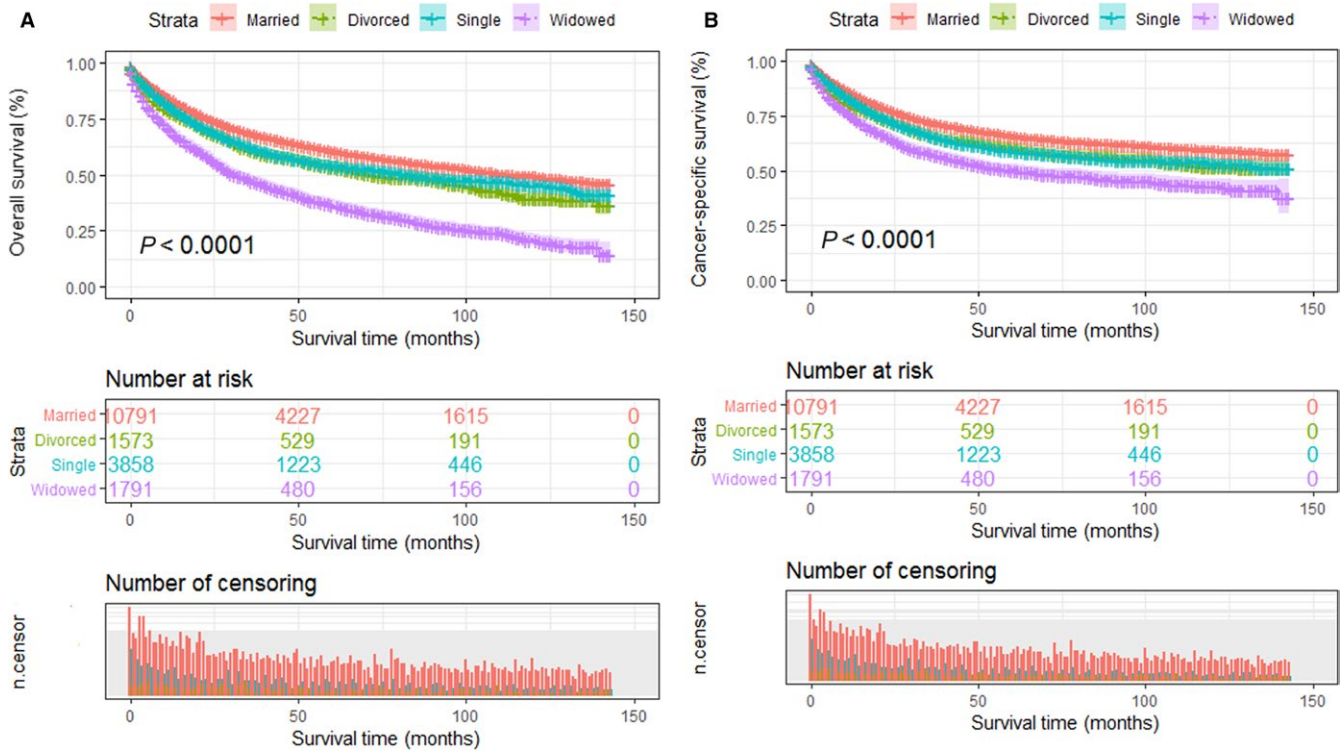 A
Strata Married Divorced Single Widowed
Overall survival (%)
1.00
0.75
0.50
0.25
0.00
P < 0.0001
0 50 100 150
Survival time (months)
Number at risk
Strata
Married 10791 4227 1615 0
Divorced 1573 529 191 0
Single 3858 1223 446 0
Widowed 1791 480 156 0
0 50 100 150
Survival time (months)
Number of censoring
n.censor
0 50 100 150
Survival time (months)
B
Strata Married Divorced Single Widowed
Cancer-specific survival (%)
1.00
0.75
0.50
0.25
0.00
P < 0.0001
0 50 100 150
Survival time (months)
Number at risk
Strata
Married 10791 4227 1615 0
Divorced 1573 529 191 0
Single 3858 1223 446 0
Widowed 1791 480 156 0
0 50 100 150
Survival time (months)
Number of censoring
n.censor
0 50 100 150
Survival time (months)